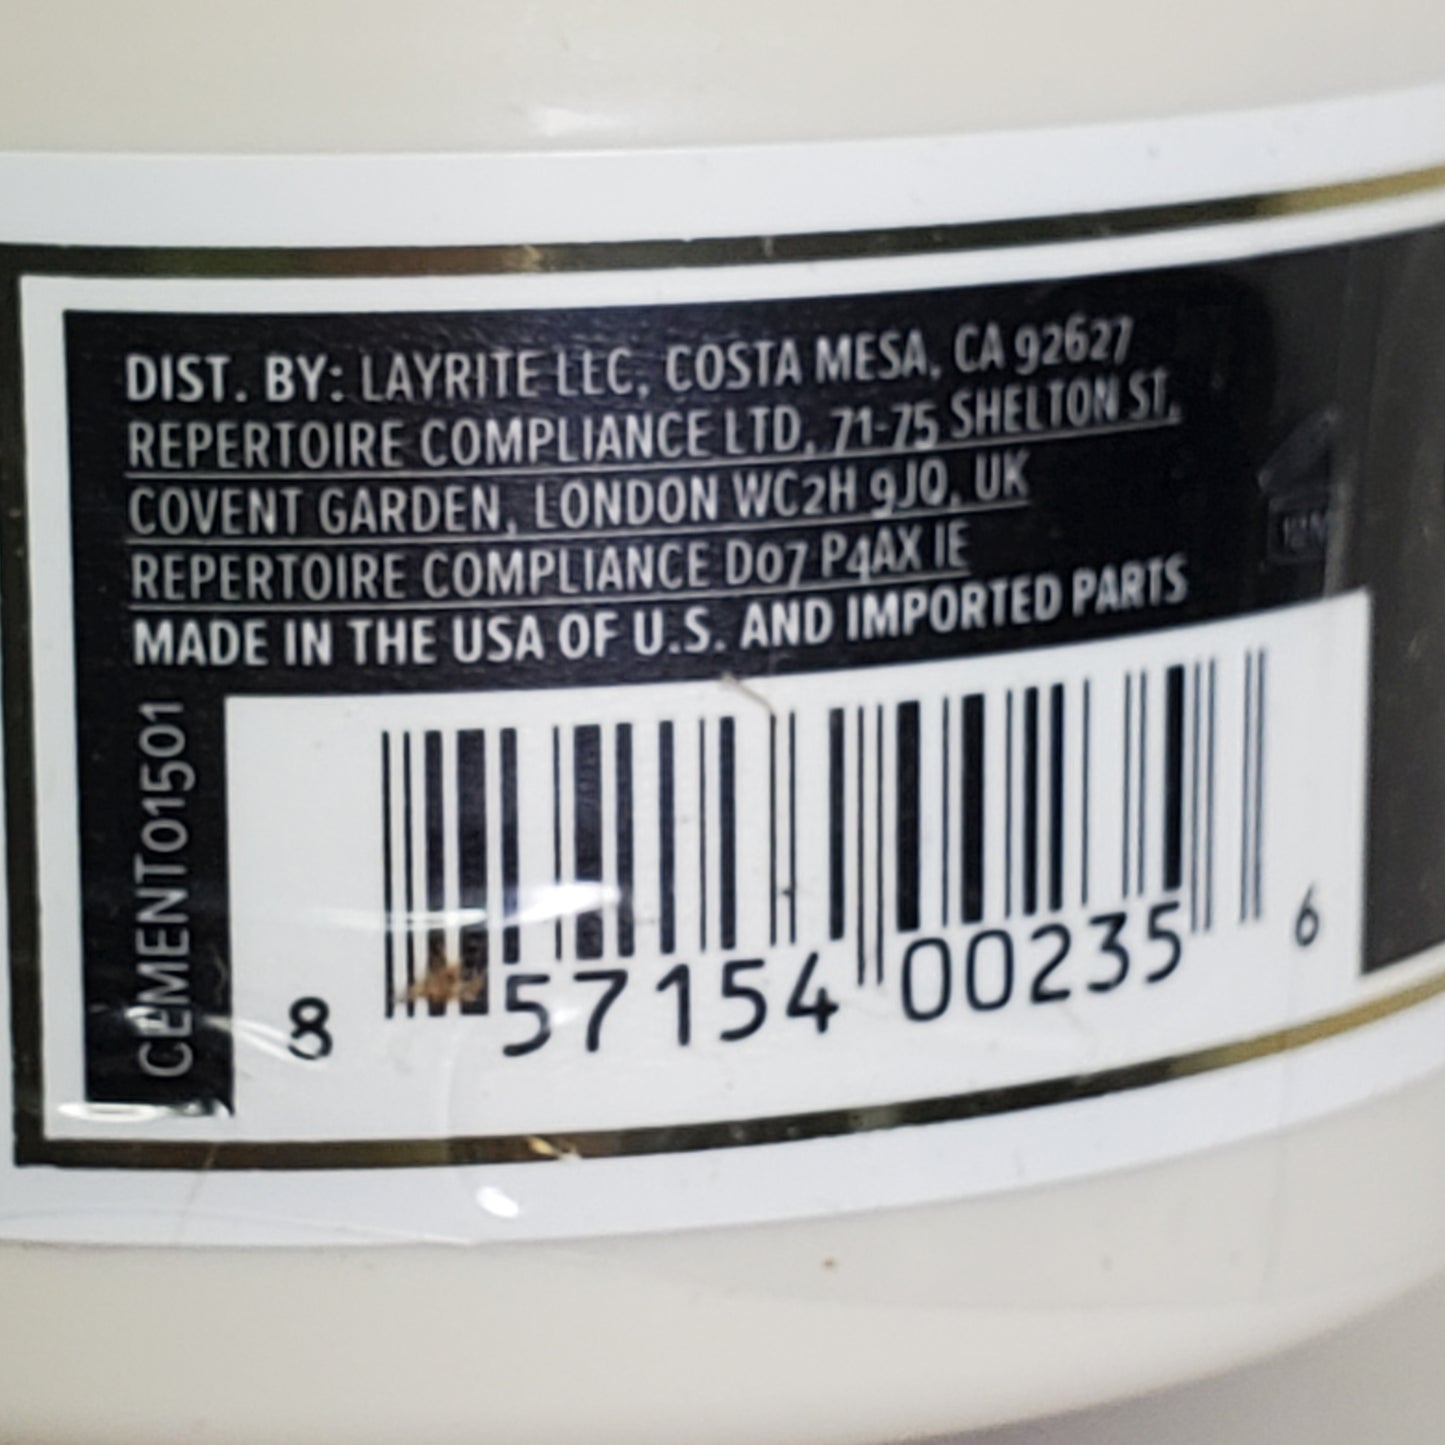 DIST. BY: LAYRITE LLC, COSTA MESA, CA 92627
REPERTOIRE COMPLIANCE LTD, 71-75 SHELTON ST,
COVENT GARDEN, LONDON WC2H 9JQ, UK
REPERTOIRE COMPLIANCE D07 P4AX IE
MADE IN THE USA OF U.S. AND IMPORTED PARTS
CEMENT01501
8 57154 00235 6